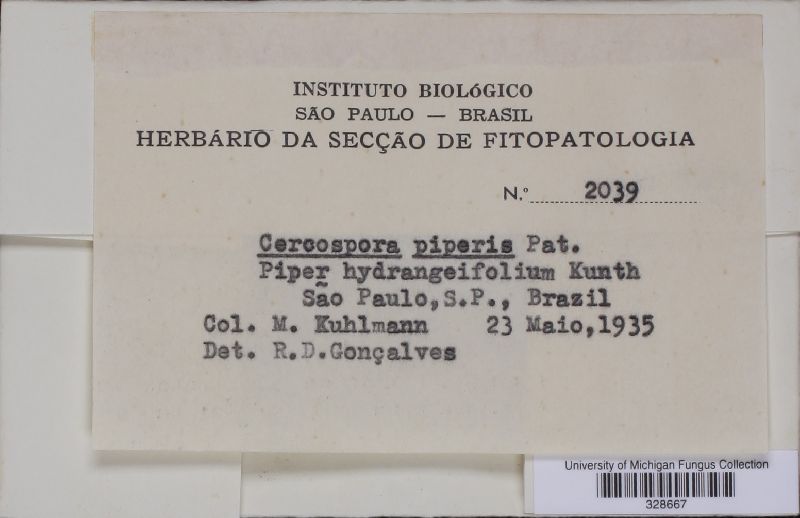 INSTITUTO BIOLóGICO
SÃO PAULO — BRASIL
HERBÁRIO DA SECÇÃO DE FITOPATOLOGIA
N.º 2039
Cercospora piperis Pat.
Piper hydrangeifolium Kunth
São Paulo,S.P., Brazil
Col. M. Kuhlmann 23 Maio,1935
Det. R.D.Gonçalves
University of Michigan Fungus Collection
328667